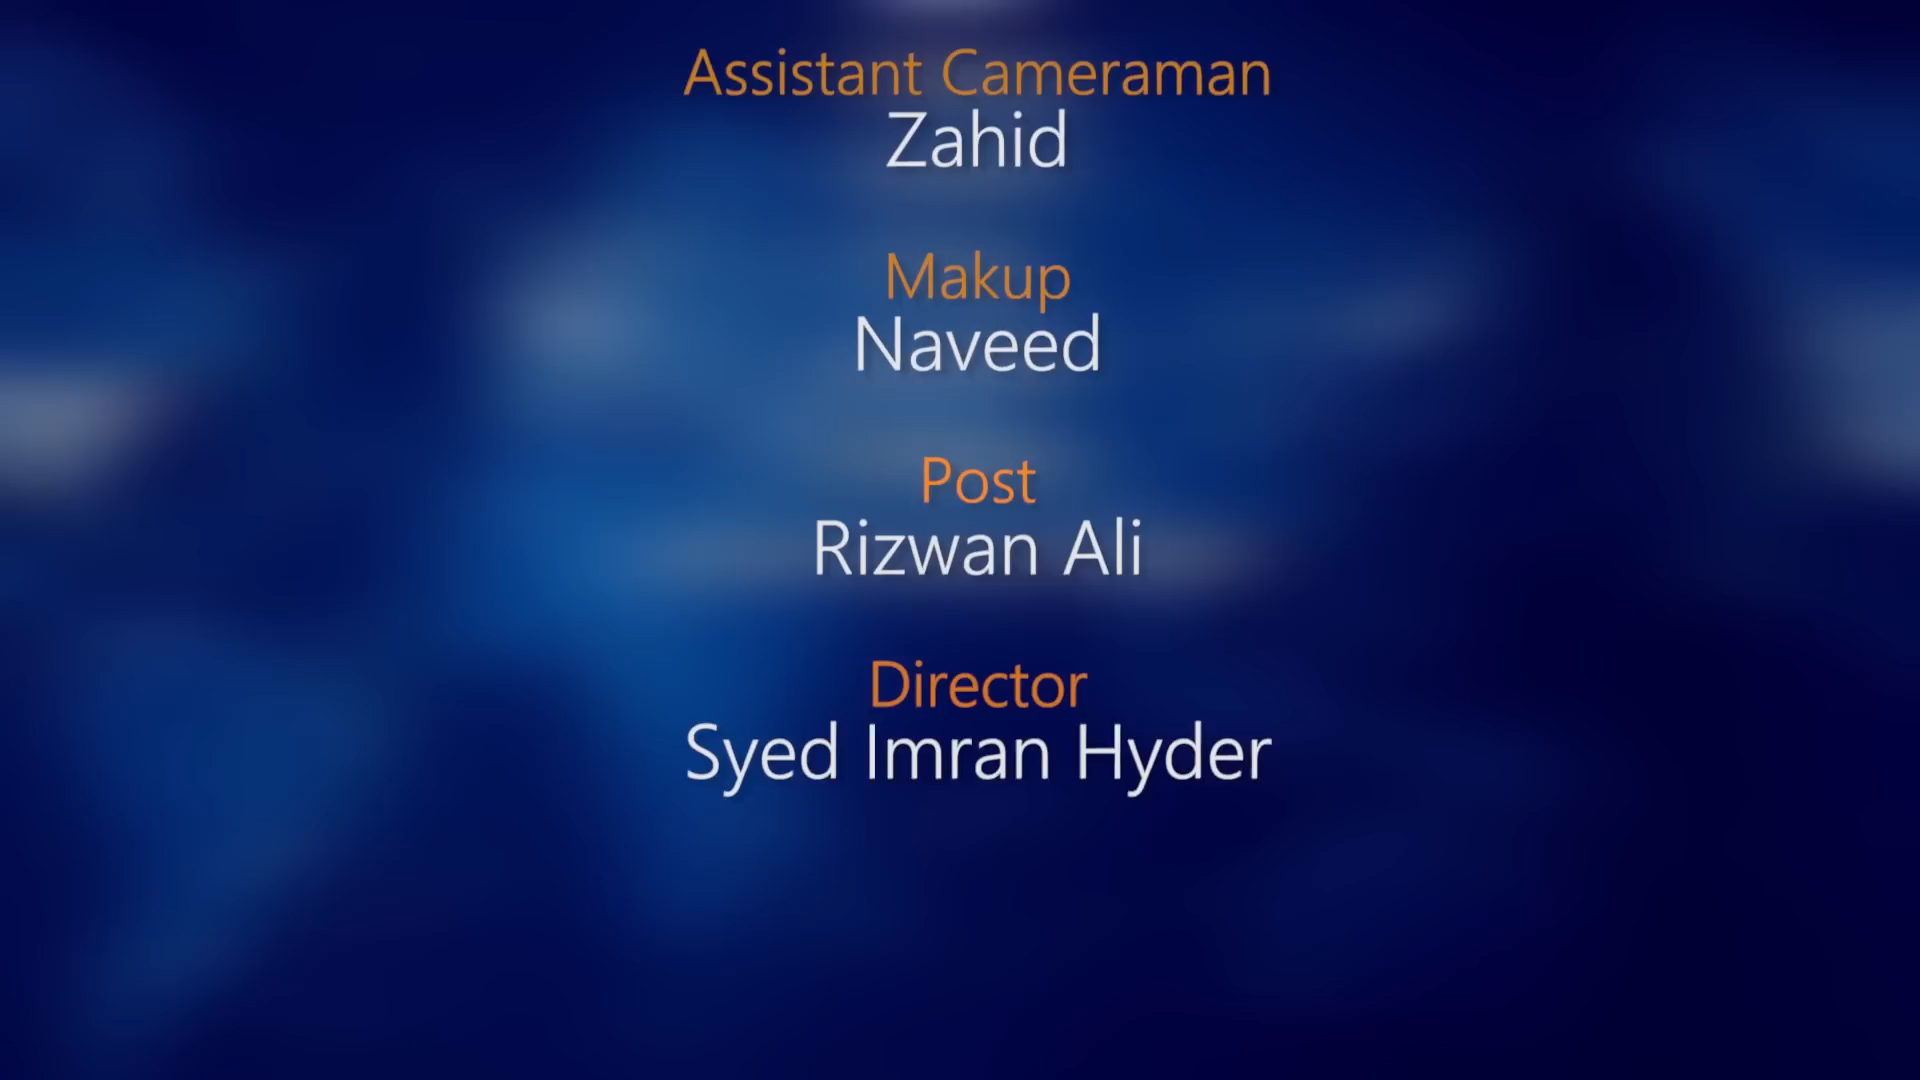 Assistant Cameraman
Zahid
Makup
Naveed
Post
Rizwan Ali
Director
Syed Imran Hyder